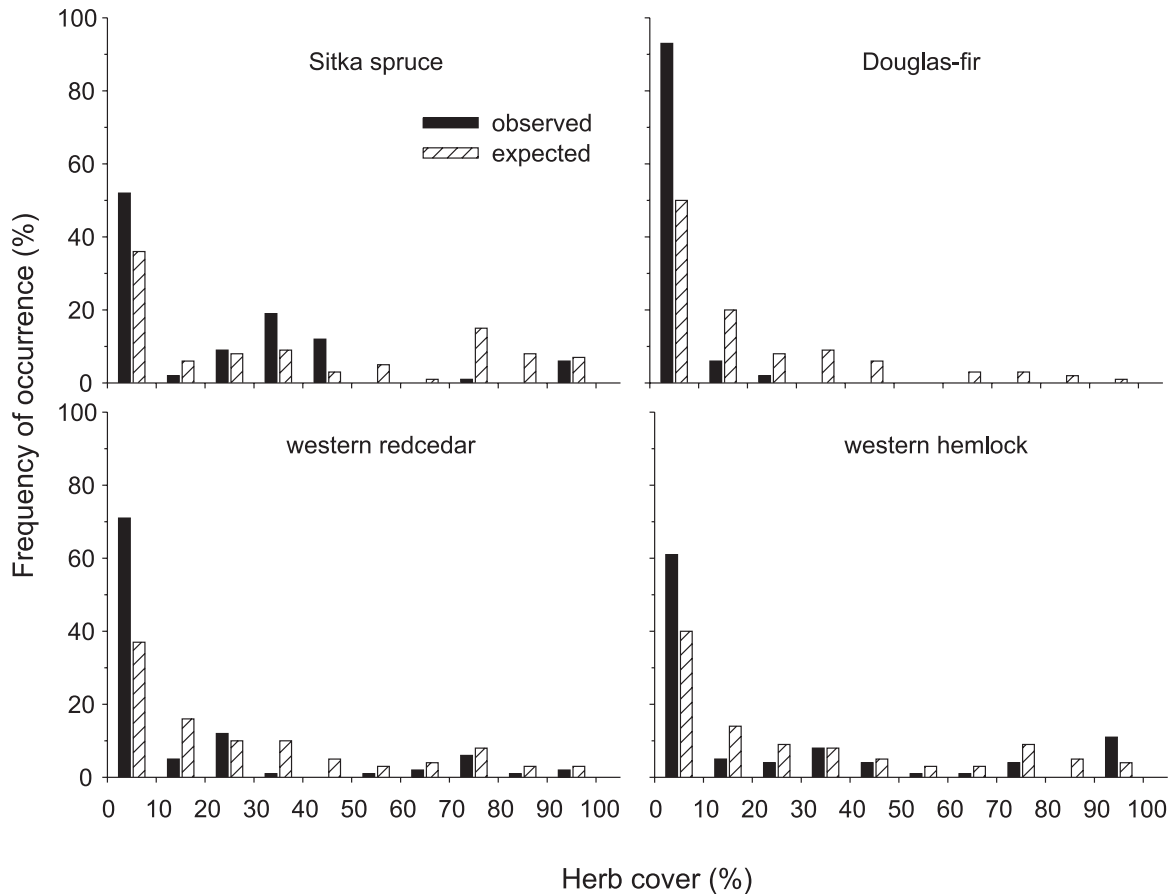 100
80
60
40
20
0
Sitka spruce
observed
expected
Douglas-fir
Frequency of occurrence (%)
100
80
60
40
20
0
western redcedar
western hemlock
0 10 20 30 40 50 60 70 80 90 100
0 10 20 30 40 50 60 70 80 90 100
Herb cover (%)